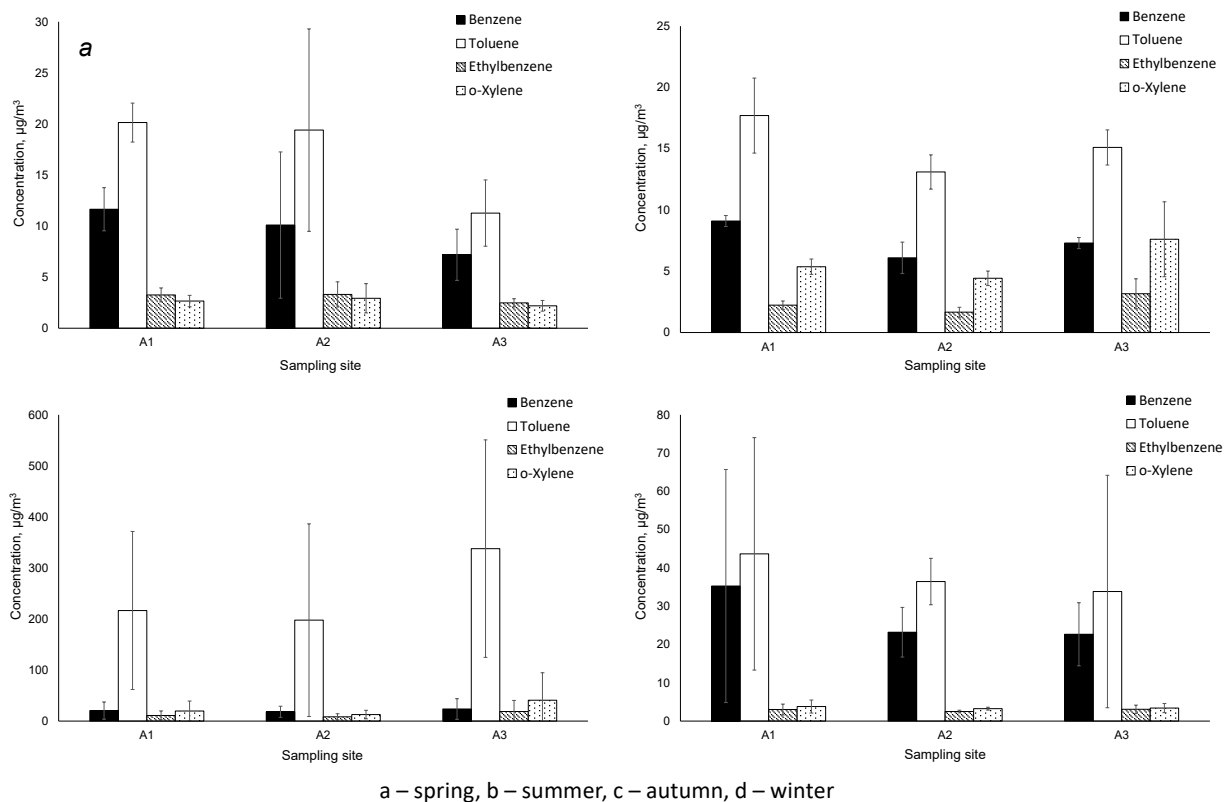 a
Benzene
Toluene
Ethylbenzene
o-Xylene
Concentration, µg/m³
30
25
20
15
10
5
0
A1 A2 A3
Sampling site
Benzene
Toluene
Ethylbenzene
o-Xylene
Concentration, µg/m³
25
20
15
10
5
0
A1 A2 A3
Sampling site
Benzene
Toluene
Ethylbenzene
o-Xylene
Concentration, µg/m³
600
500
400
300
200
100
0
A1 A2 A3
Sampling site
Benzene
Toluene
Ethylbenzene
o-Xylene
Concentration, µg/m³
80
70
60
50
40
30
20
10
0
A1 A2 A3
Sampling site
a – spring, b – summer, c – autumn, d – winter